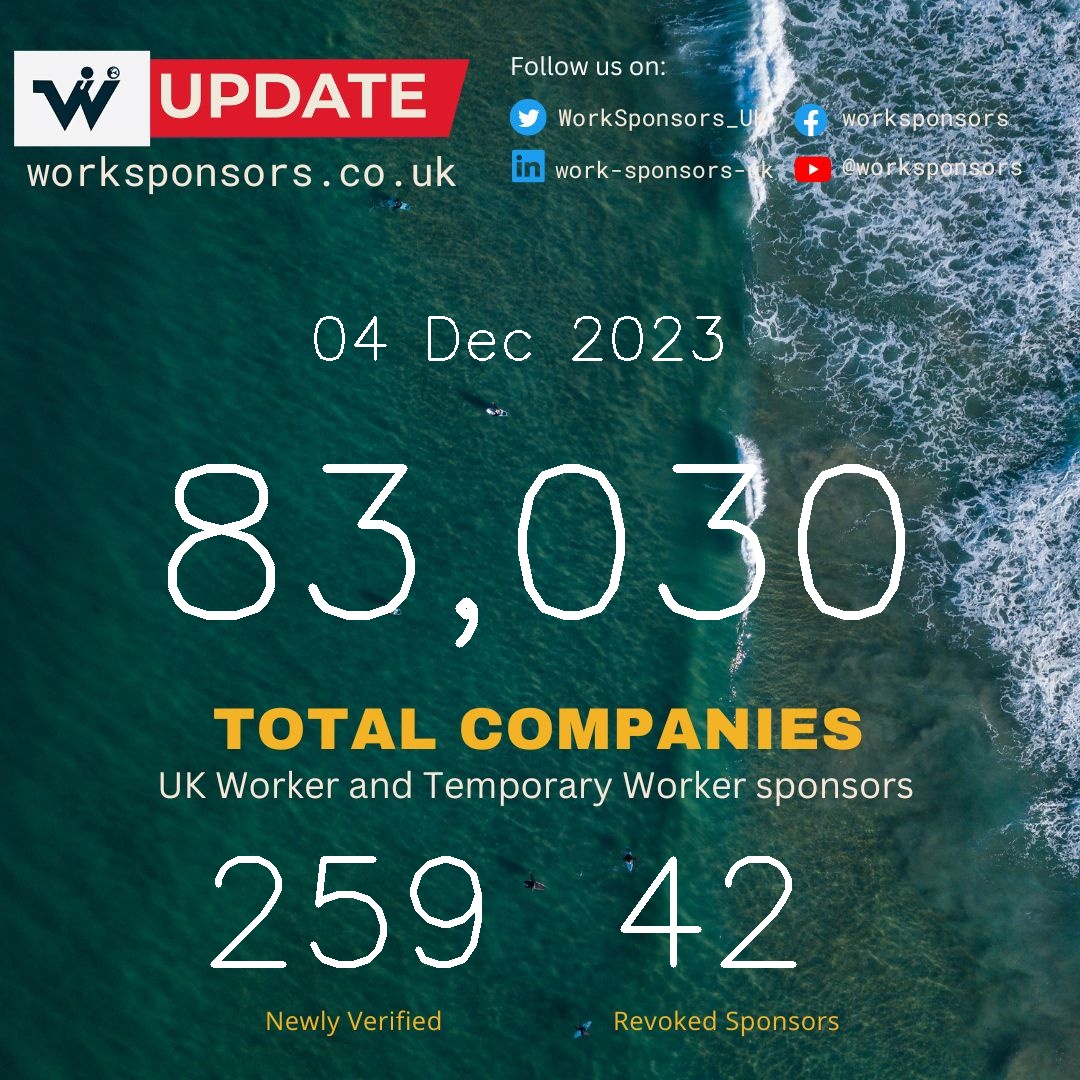 UPDATE
worksponsors.co.uk
Follow us on:
WorkSponsors_UK
worksponsors
work-sponsors-uk
@worksponsors
04 Dec 2023
83,030
TOTAL COMPANIES
UK Worker and Temporary Worker sponsors
259
42
Newly Verified
Revoked Sponsors